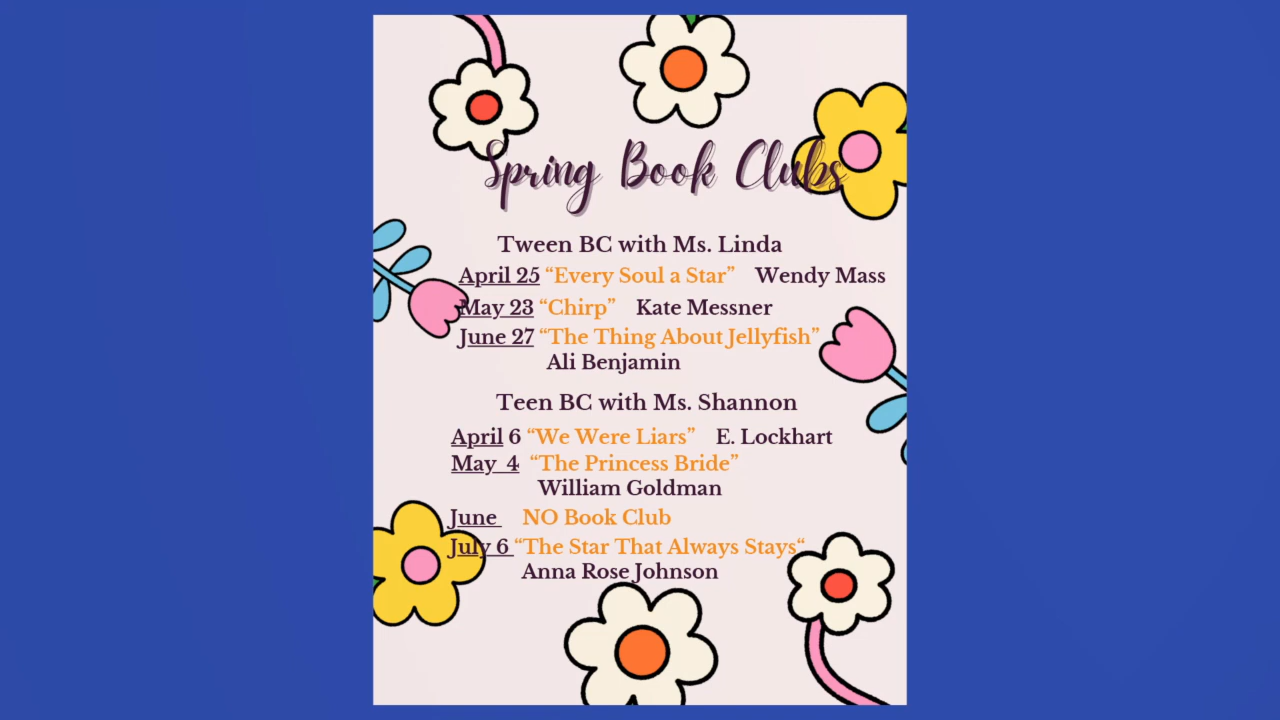 Spring Book Clubs
Tween BC with Ms. Linda
April 25 “Every Soul a Star” Wendy Mass
May 23 “Chirp” Kate Messner
June 27 “The Thing About Jellyfish”
Ali Benjamin
Teen BC with Ms. Shannon
April 6 “We Were Liars” E. Lockhart
May 4 “The Princess Bride”
William Goldman
June NO Book Club
July 6 “The Star That Always Stays“
Anna Rose Johnson